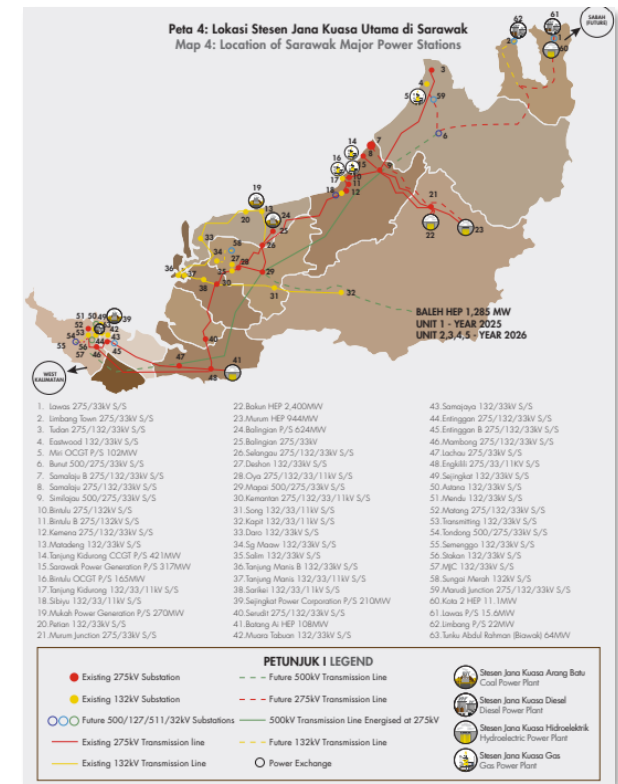 Peta 4: Lokasi Stesen Jana Kuasa Utama di Sarawak
Map 4: Location of Sarawak Major Power Stations
SABAH
(FUTURE)
WEST
KALIMATAN
BALEH HEP 1,285 MW
UNIT 1 - YEAR 2025
UNIT 2,3,4,5 - YEAR 2026
1. Lawas 275/33kV S/S
2. Limbang Town 275/33kV S/S
3. Tudan 275/132/33kV S/S
4. Eastwood 132/33kV S/S
5. Miri OCGT P/S 102MW
6. Bunut 500/275/33kV S/S
7. Samalaju B 275/132/33kV S/S
8. Samalaju 275/132/33kV S/S
9. Similajau 500/275/33kV S/S
10. Bintulu 275/132kV S/S
11. Bintulu B 275/132kV S/S
12. Kemena 275/132/33kV S/S
13. Matadeng 132/33kV S/S
14. Tanjung Kidurong CCGT P/S 421MW
15. Sarawak Power Generation P/S 317MW
16. Bintulu OCGT P/S 165MW
17. Tanjung Kidurong 132/33/11kV S/S
18. Sibiyu 132/33/11kV S/S
19. Mukah Power Generation P/S 270MW
20. Petian 132/33kV S/S
21. Murum Junction 275/33kV S/S
22. Bakun HEP 2,400MW
23. Murum HEP 944MW
24. Balingian P/S 624MW
25. Balingian 275/33kV
26. Selangau 275/132/33kV S/S
27. Deshon 132/33kV S/S
28. Oya 275/132/33/11kV S/S
29. Mapai 500/275/33kV S/S
30. Kemantan 275/132/33/11kV S/S
31. Song 132/33/11kV S/S
32. Kapit 132/33/11kV S/S
33. Daro 132/33kV S/S
34. Sg Maaw 132/33kV S/S
35. Salim 132/33kV S/S
36. Tanjung Manis B 132/33kV S/S
37. Tanjung Manis 132/33/11kV S/S
38. Sarikei 132/33/11kV S/S
39. Sejingkat Power Corporation P/S 210MW
40. Serudit 275/132/33kV S/S
41. Batang Ai HEP 108MW
42. Muara Tabuan 132/33kV S/S
43. Samajaya 132/33kV S/S
44. Entinggan 275/132/33kV S/S
45. Entinggan B 275/132/33kV S/S
46. Mambong 275/132/33kV S/S
47. Lachau 275/33kV S/S
48. Engkilili 275/33/11KV S/S
49. Sejingkat 132/33kV S/S
50. Astana 132/33kV S/S
51. Mendu 132/33kV S/S
52. Matang 275/132/33kV S/S
53. Transmitting 132/33kV S/S
54. Tondong 500/275/33kV S/S
55. Semenggo 132/33kV S/S
56. Stakan 132/33kV S/S
57. MJC 132/33kV S/S
58. Sungai Merah 132kV S/S
59. Marudi Junction 275/132/33kV S/S
60. Kota 2 HEP 11.1MW
61. Lawas P/S 15.6MW
62. Limbang P/S 22MW
63. Tunku Abdul Rahman (Biawak) 64MW
PETUNJUK I LEGEND
Existing 275kV Substation
Existing 132kV Substation
Future 500/127/511/32kV Substations
Existing 275kV Transmission line
Existing 132kV Transmission Line
Future 500kV Transmission Line
Future 275kV Transmission Line
500kV Transmission Line Energised at 275kV
Future 132kV Transmission Line
Power Exchange
Stesen Jana Kuasa Arang Batu
Coal Power Plant
Stesen Jana Kuasa Diesel
Diesel Power Plant
Stesen Jana Kuasa Hidroelektrik
Hydroelectric Power Plant
Stesen Jana Kuasa Gas
Gas Power Plant